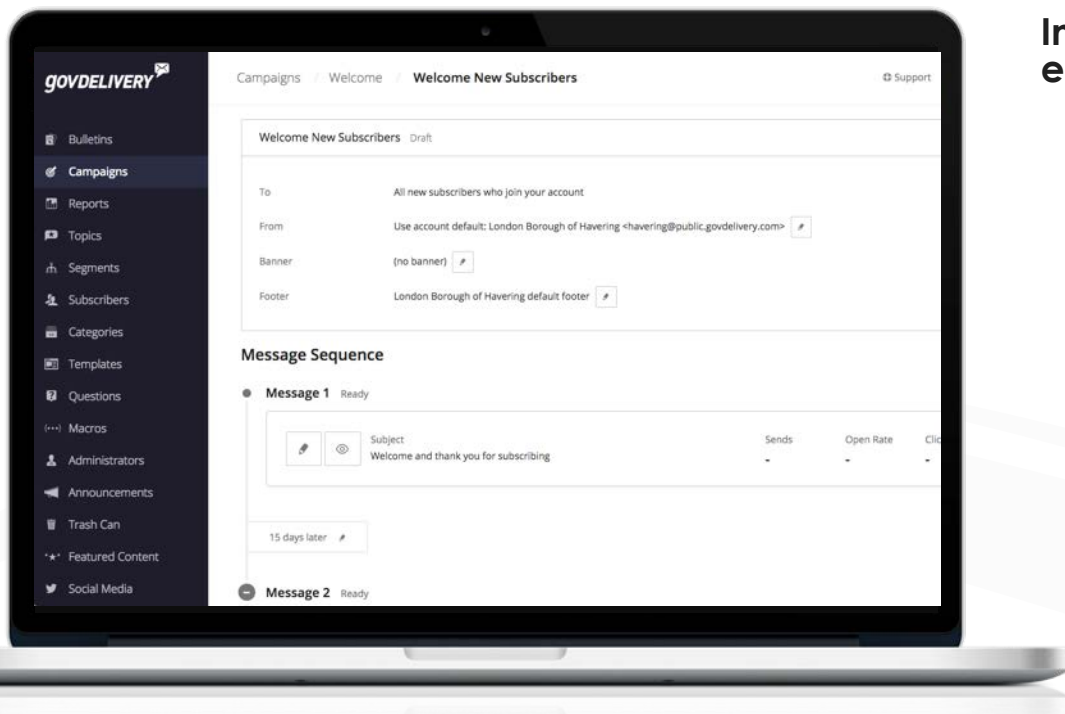 GOVDELIVERY
Bulletins
Campaigns
Reports
Topics
Segments
Subscribers
Categories
Templates
Questions
Macros
Administrators
Announcements
Trash Can
Featured Content
Social Media
Campaigns / Welcome / Welcome New Subscribers
Support
Welcome New Subscribers Draft
To All new subscribers who join your account
From Use account default: London Borough of Havering <havering@public.govdelivery.com>
Banner (no banner)
Footer London Borough of Havering default footer
Message Sequence
Message 1 Ready
Subject Sends Open Rate
Welcome and thank you for subscribing - - -
15 days later
Message 2 Ready